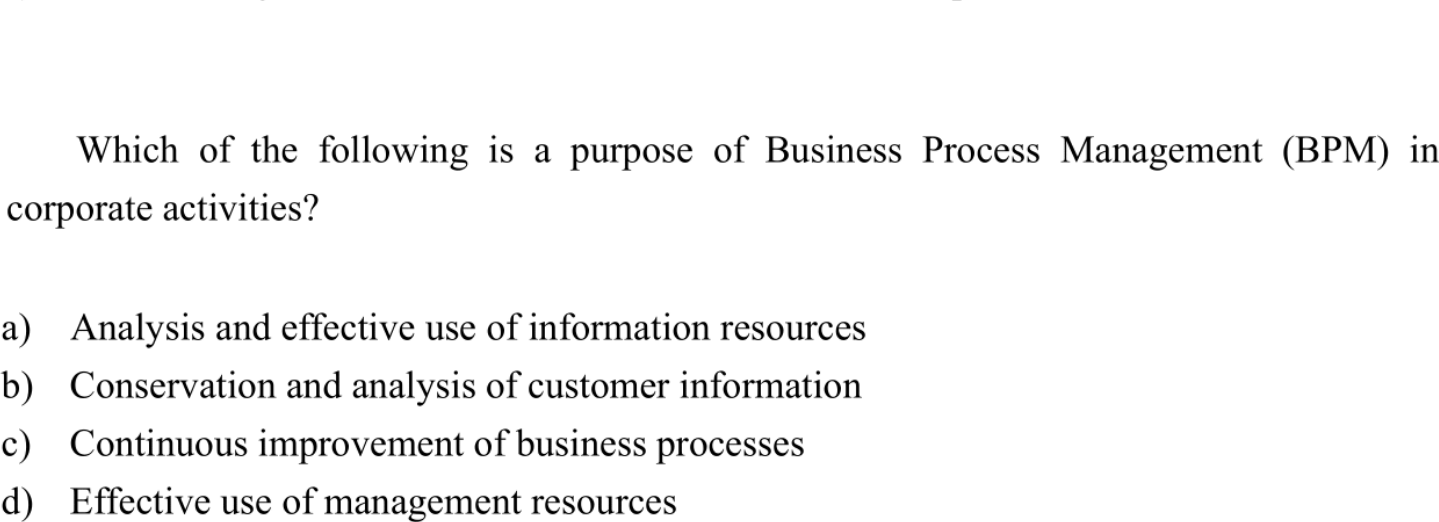 Which of the following is a purpose of Business Process Management (BPM) in
corporate activities?
a) Analysis and effective use of information resources
b) Conservation and analysis of customer information
c) Continuous improvement of business processes
d) Effective use of management resources